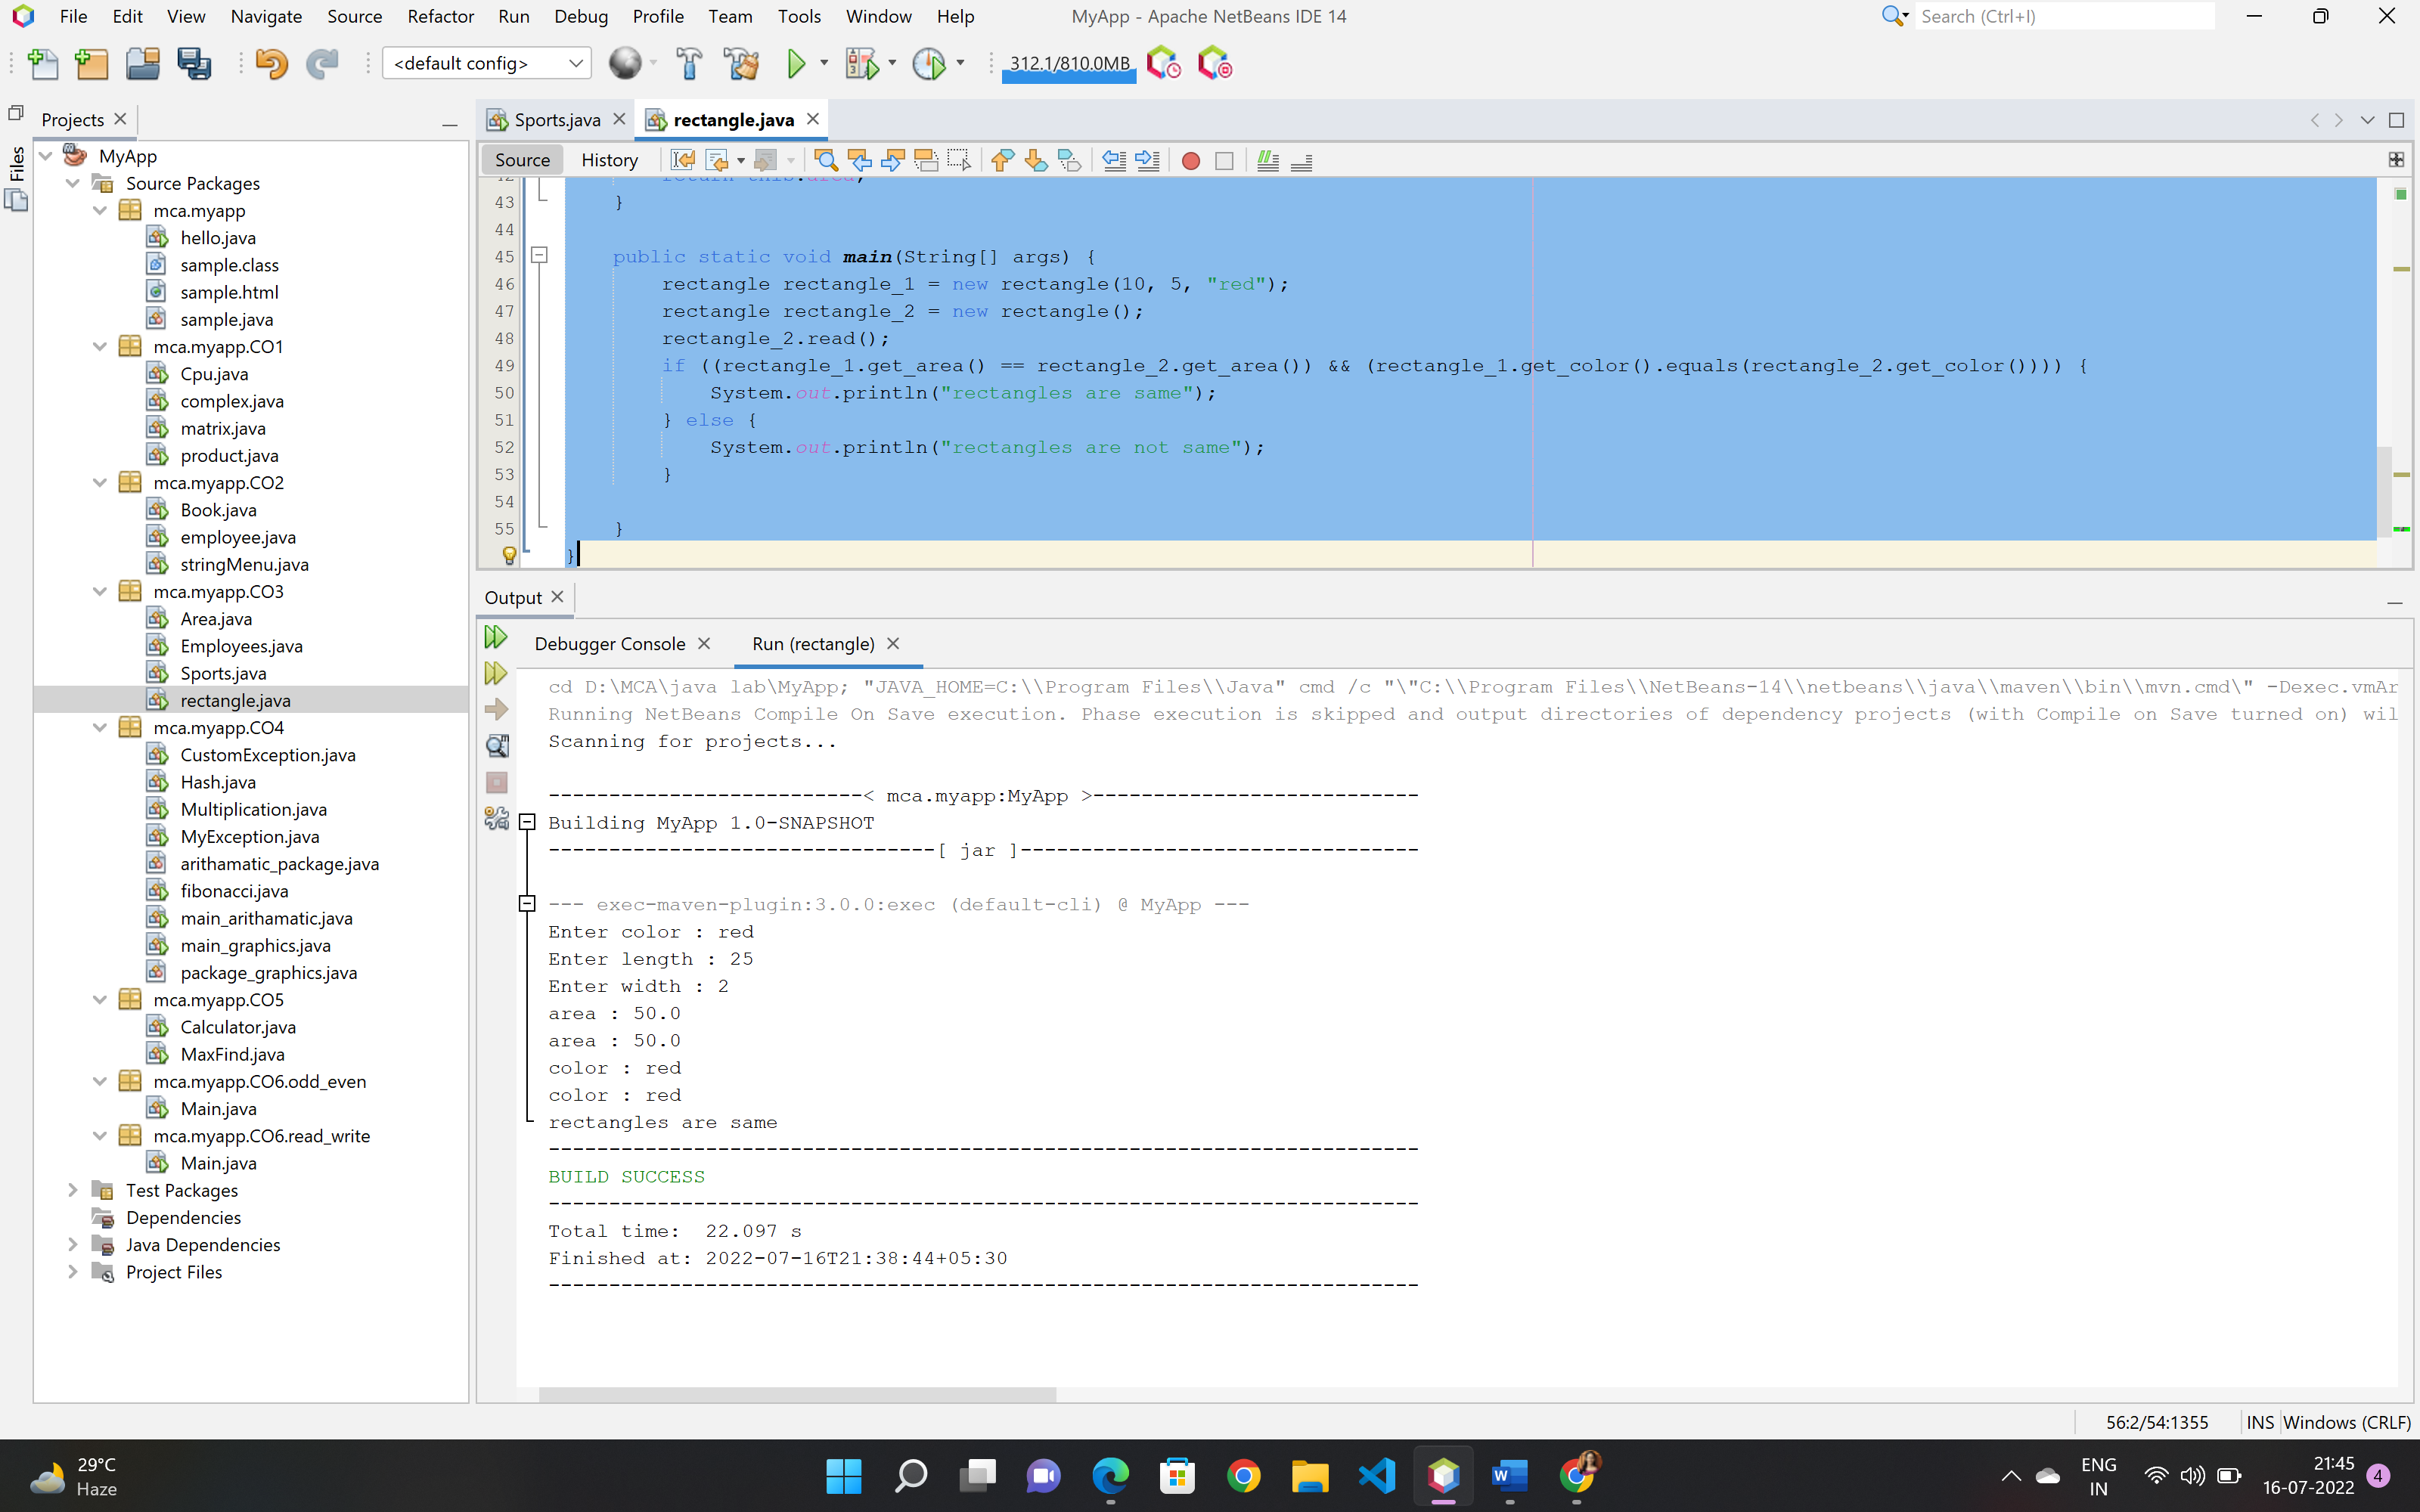 File Edit View Navigate Source Refactor Run Debug Profile Team Tools Window Help MyApp - Apache NetBeans IDE 14 Search (Ctrl+I)
<default config> 312.1/810.0MB
Files
Projects
MyApp
Source Packages
mca.myapp
hello.java
sample.class
sample.html
sample.java
mca.myapp.CO1
Cpu.java
complex.java
matrix.java
product.java
mca.myapp.CO2
Book.java
employee.java
stringMenu.java
mca.myapp.CO3
Area.java
Employees.java
Sports.java
rectangle.java
mca.myapp.CO4
CustomException.java
Hash.java
Multiplication.java
MyException.java
arithamatic_package.java
fibonacci.java
main_arithamatic.java
main_graphics.java
package_graphics.java
mca.myapp.CO5
Calculator.java
MaxFind.java
mca.myapp.CO6.odd_even
Main.java
mca.myapp.CO6.read_write
Main.java
Test Packages
Dependencies
Java Dependencies
Project Files
Sports.java rectangle.java
Source History
42 return this.area;
43 }
44
45 public static void main(String[] args) {
46 rectangle rectangle_1 = new rectangle(10, 5, "red");
47 rectangle rectangle_2 = new rectangle();
48 rectangle_2.read();
49 if ((rectangle_1.get_area() == rectangle_2.get_area()) && (rectangle_1.get_color().equals(rectangle_2.get_color()))) {
50 System.out.println("rectangles are same");
51 } else {
52 System.out.println("rectangles are not same");
53 }
54
55 }
}
Output
Debugger Console Run (rectangle)
cd D:\MCA\java lab\MyApp; "JAVA_HOME=C:\\Program Files\\Java" cmd /c "\"C:\\Program Files\\NetBeans-14\\netbeans\\java\\maven\\bin\\mvn.cmd\" -Dexec.vmAr
Running NetBeans Compile On Save execution. Phase execution is skipped and output directories of dependency projects (with Compile on Save turned on) wil
Scanning for projects...
--------------------------< mca.myapp:MyApp >---------------------------
Building MyApp 1.0-SNAPSHOT
--------------------------------[ jar ]---------------------------------
--- exec-maven-plugin:3.0.0:exec (default-cli) @ MyApp ---
Enter color : red
Enter length : 25
Enter width : 2
area : 50.0
area : 50.0
color : red
color : red
rectangles are same
------------------------------------------------------------------------
BUILD SUCCESS
------------------------------------------------------------------------
Total time:  22.097 s
Finished at: 2022-07-16T21:38:44+05:30
------------------------------------------------------------------------
56:2/54:1355 INS Windows (CRLF)
29°C
Haze
ENG
IN
21:45
16-07-2022
4